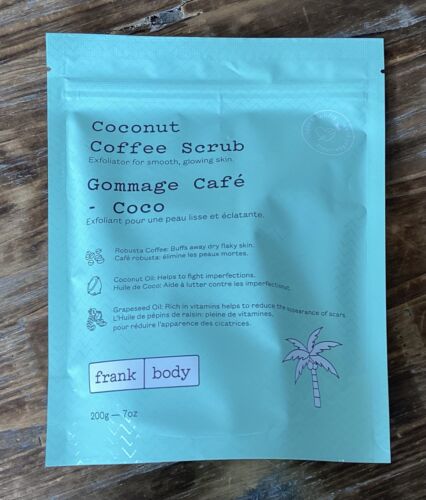 Coconut
Coffee Scrub
Exfoliator for smooth, glowing skin.
Gommage Café
- Coco
Exfoliant pour une peau lisse et éclatante.
Robusta Coffee: Buffs away dry flaky skin.
Café robusta: élimine les peaux mortes.
Coconut Oil: Helps to fight imperfections.
Huile de Coco: Aide à lutter contre les imperfections.
Grapeseed Oil: Rich in vitamins helps to reduce the appearance of scars.
L'Huile de pépins de raisin: pleine de vitamines,
pour réduire l'apparence des cicatrices.
frank body
200g — 7oz